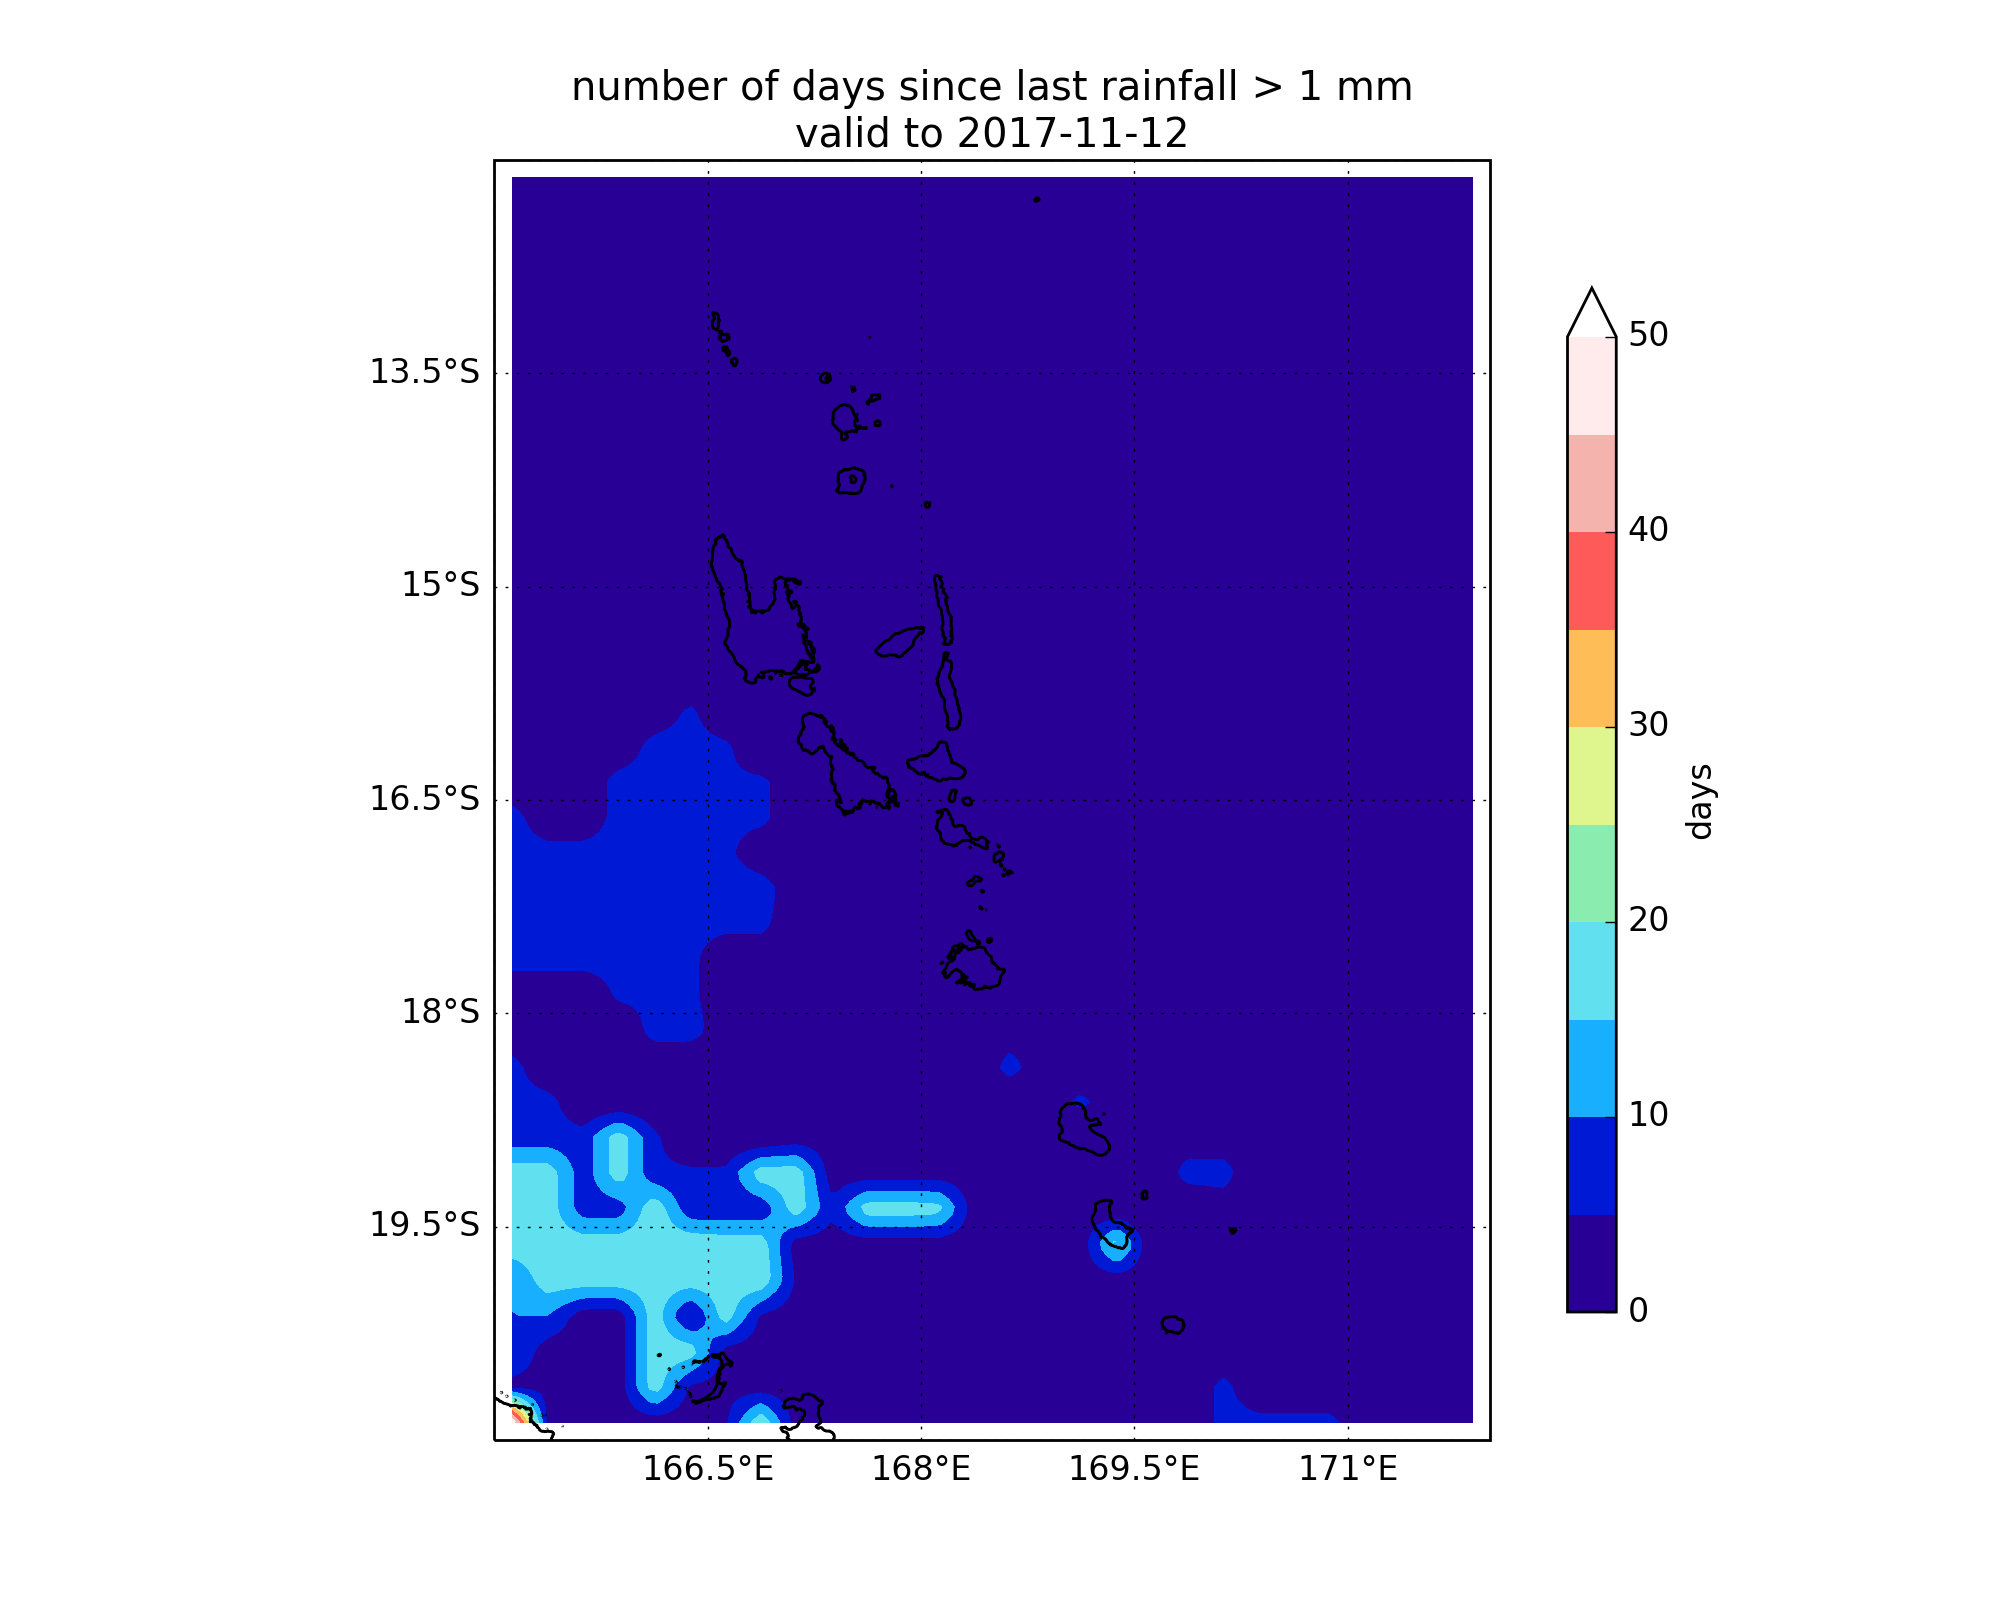 number of days since last rainfall > 1 mm
valid to 2017-11-12
13.5°S
15°S
16.5°S
18°S
19.5°S
166.5°E
168°E
169.5°E
171°E
50
40
30
20
10
0
days